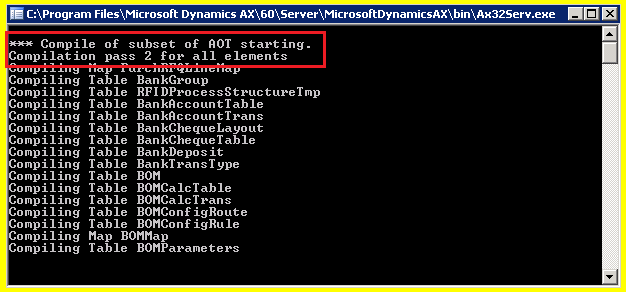 C:\Program Files\Microsoft Dynamics AX\60\Server\MicrosoftDynamicsAX\bin\Ax32Serv.exe
*** Compile of subset of AOT starting.
Compilation pass 2 for all elements
Compiling Map PurchRFQLineMap
Compiling Table BankGroup
Compiling Table RFIDProcessStructureTmp
Compiling Table BankAccountTable
Compiling Table BankAccountTrans
Compiling Table BankChequeLayout
Compiling Table BankChequeTable
Compiling Table BankDeposit
Compiling Table BankTransType
Compiling Table BOM
Compiling Table BOMCalcTable
Compiling Table BOMCalcTrans
Compiling Table BOMConfigRoute
Compiling Table BOMConfigRule
Compiling Map BOMMap
Compiling Table BOMParameters